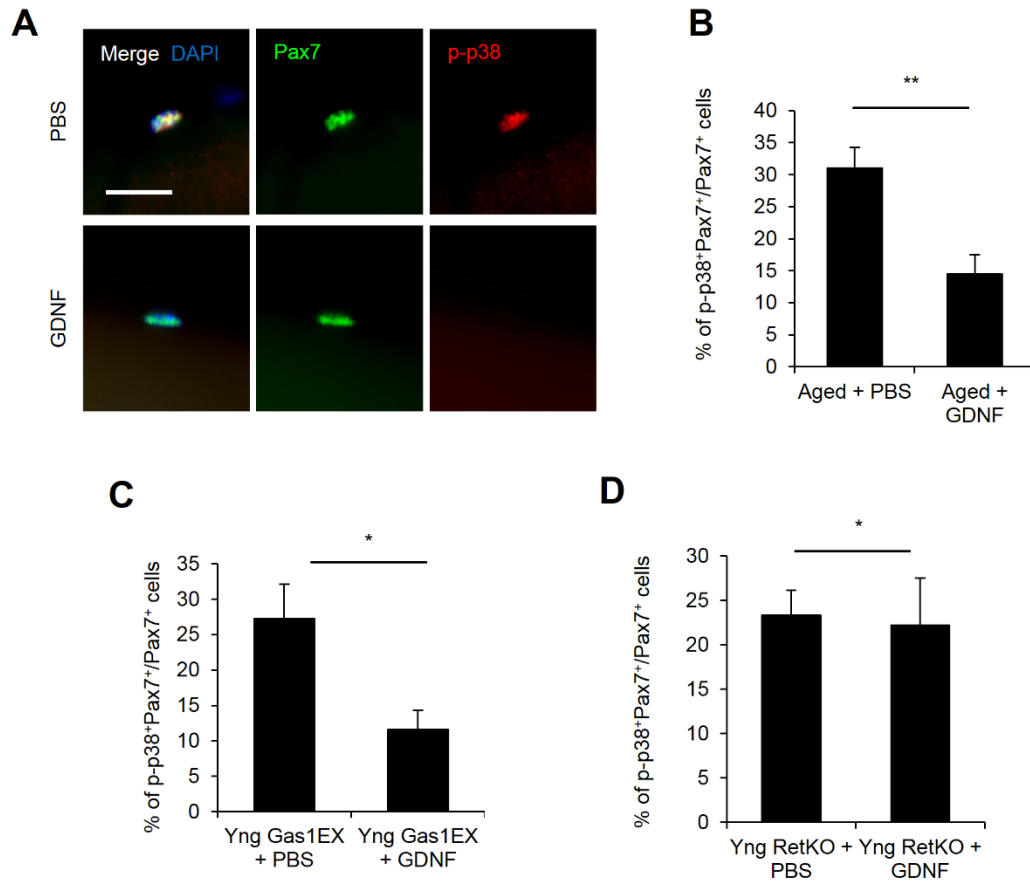 A
Merge DAPI
Pax7
p-p38
PBS
GDNF
B
**
% of p-p38⁺Pax7⁺/Pax7⁺ cells
40
35
30
25
20
15
10
5
0
Aged + PBS
Aged +
GDNF
C
*
% of p-p38⁺Pax7⁺/Pax7⁺ cells
35
30
25
20
15
10
5
0
Yng Gas1EX
+ PBS
Yng Gas1EX
+ GDNF
D
*
% of p-p38⁺Pax7⁺/Pax7⁺ cells
30
25
20
15
10
5
0
Yng RetKO +
PBS
Yng RetKO +
GDNF